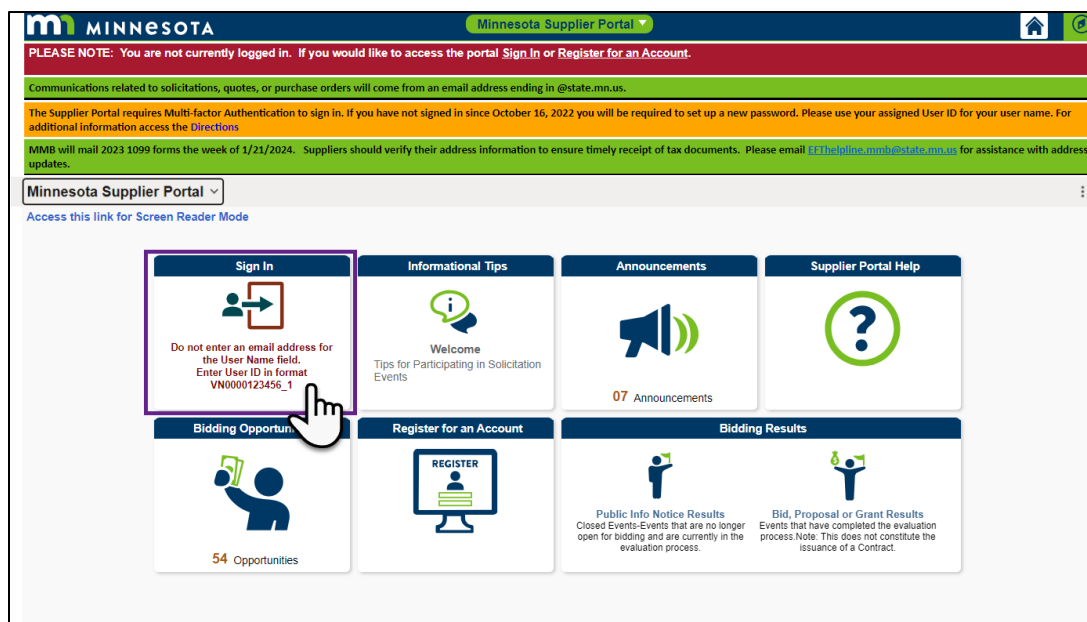 MINNESOTA
Minnesota Supplier Portal
PLEASE NOTE: You are not currently logged in. If you would like to access the portal Sign In or Register for an Account.
Communications related to solicitations, quotes, or purchase orders will come from an email address ending in @state.mn.us.
The Supplier Portal requires Multi-factor Authentication to sign in. If you have not signed in since October 16, 2022 you will be required to set up a new password. Please use your assigned User ID for your user name. For
additional information access the Directions
MMB will mail 2023 1099 forms the week of 1/21/2024. Suppliers should verify their address information to ensure timely receipt of tax documents. Please email EFThelpline.mmb@state.mn.us for assistance with address
updates.
Minnesota Supplier Portal
Access this link for Screen Reader Mode
Sign In
Do not enter an email address for
the User Name field.
Enter User ID in format
VN0000123456_1
Informational Tips
Welcome
Tips for Participating in Solicitation
Events
Announcements
07 Announcements
Supplier Portal Help
Bidding Opportun
54 Opportunities
Register for an Account
REGISTER
Bidding Results
Public Info Notice Results
Closed Events-Events that are no longer
open for bidding and are currently in the
evaluation process.
Bid, Proposal or Grant Results
Events that have completed the evaluation
process.Note: This does not constitute the
issuance of a Contract.